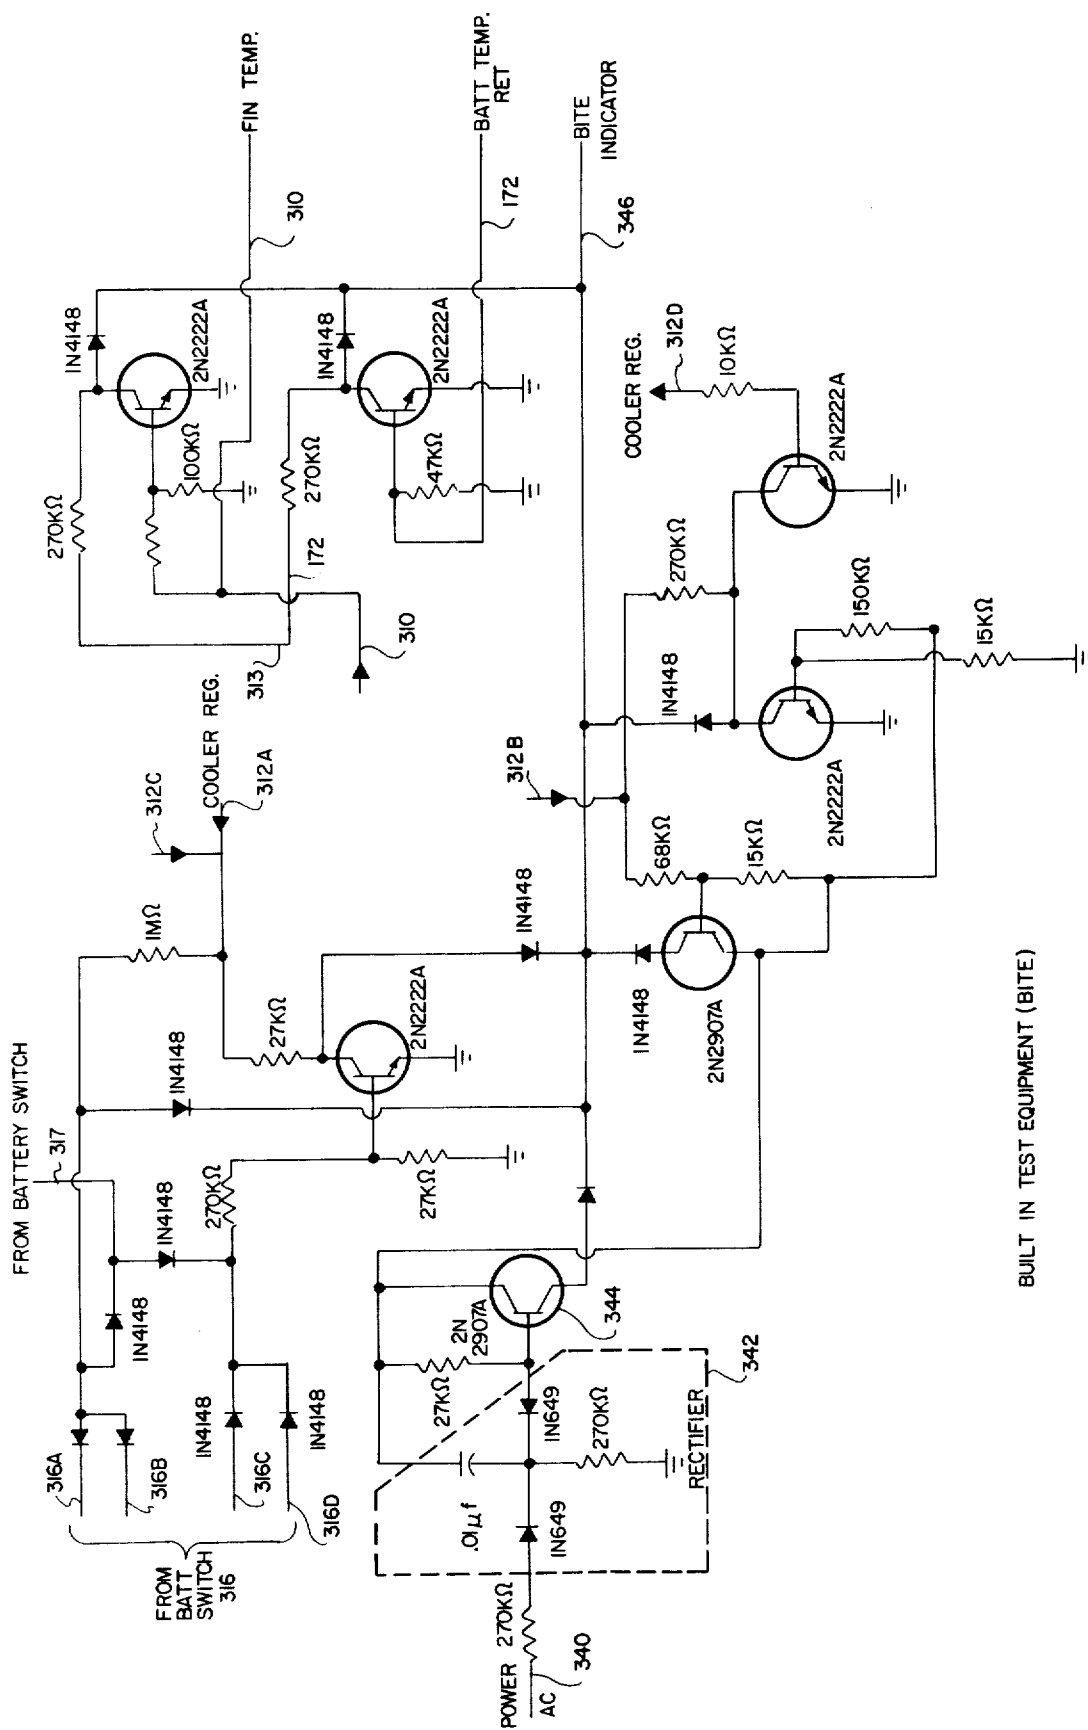 FROM BATTERY SWITCH
317
FROM
BATT
SWITCH
316
316A
316B
316C
316D
IN4148
IN4148
IN4148
IN4148
270KΩ
27KΩ
IN4148
1MΩ
312C
COOLER REG.
312A
27KΩ
2N2222A
IN4148
270KΩ
IN4148
2N2222A
100KΩ
FIN TEMP.
310
313
172
310
270KΩ
IN4148
2N2222A
47KΩ
BATT TEMP.
RET
172
BITE
INDICATOR
346
POWER
AC
340
270KΩ
IN649
.01µf
IN649
270KΩ
RECTIFIER
342
27KΩ
2N
2907A
344
IN4148
2N2907A
68KΩ
15KΩ
312B
IN4148
2N2222A
270KΩ
150KΩ
15KΩ
2N2222A
COOLER REG.
312D
10KΩ
BUILT IN TEST EQUIPMENT (BITE)